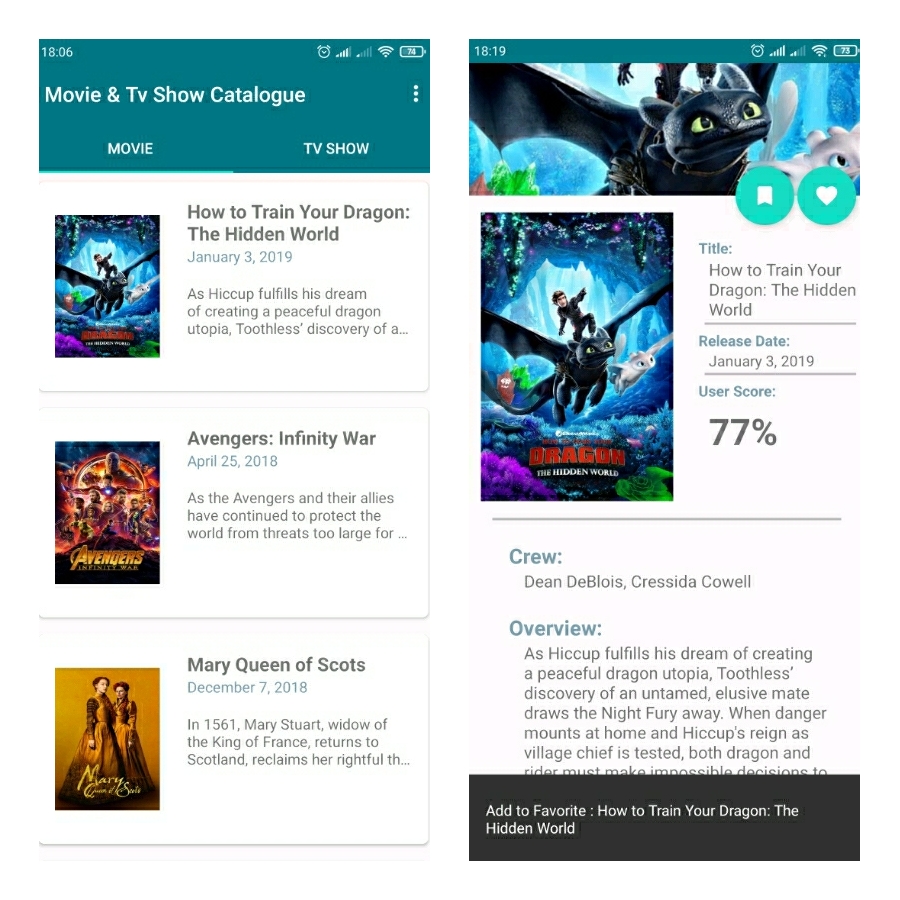 18:06
74
Movie & Tv Show Catalogue
MOVIE
TV SHOW
How to Train Your Dragon:
The Hidden World
January 3, 2019
As Hiccup fulfills his dream
of creating a peaceful dragon
utopia, Toothless’ discovery of a...
DRAGON
THE HIDDEN WORLD
Avengers: Infinity War
April 25, 2018
As the Avengers and their allies
have continued to protect the
world from threats too large for ...
AVENGERS
INFINITY WAR
Mary Queen of Scots
December 7, 2018
In 1561, Mary Stuart, widow of
the King of France, returns to
Scotland, reclaims her rightful th...
Mary
Queen of Scots
18:19
73
Title:
How to Train Your
Dragon: The Hidden
World
Release Date:
January 3, 2019
User Score:
77%
DRAGON
THE HIDDEN WORLD
Crew:
Dean DeBlois, Cressida Cowell
Overview:
As Hiccup fulfills his dream of creating
a peaceful dragon utopia, Toothless’
discovery of an untamed, elusive mate
draws the Night Fury away. When danger
mounts at home and Hiccup's reign as
village chief is tested, both dragon and
rider must make impossible decisions to
Add to Favorite : How to Train Your Dragon: The
Hidden World